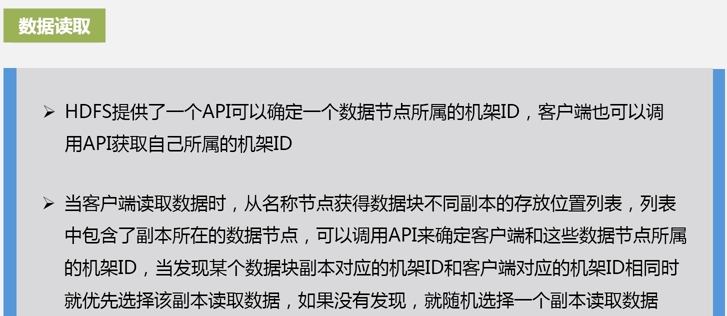 数据读取
➢ HDFS提供了一个API可以确定一个数据节点所属的机架ID，客户端也可以调
用API获取自己所属的机架ID
➢ 当客户端读取数据时，从名称节点获得数据块不同副本的存放位置列表，列表
中包含了副本所在的数据节点，可以调用API来确定客户端和这些数据节点所属
的机架ID，当发现某个数据块副本对应的机架ID和客户端对应的机架ID相同时
就优先选择该副本读取数据，如果没有发现，就随机选择一个副本读取数据